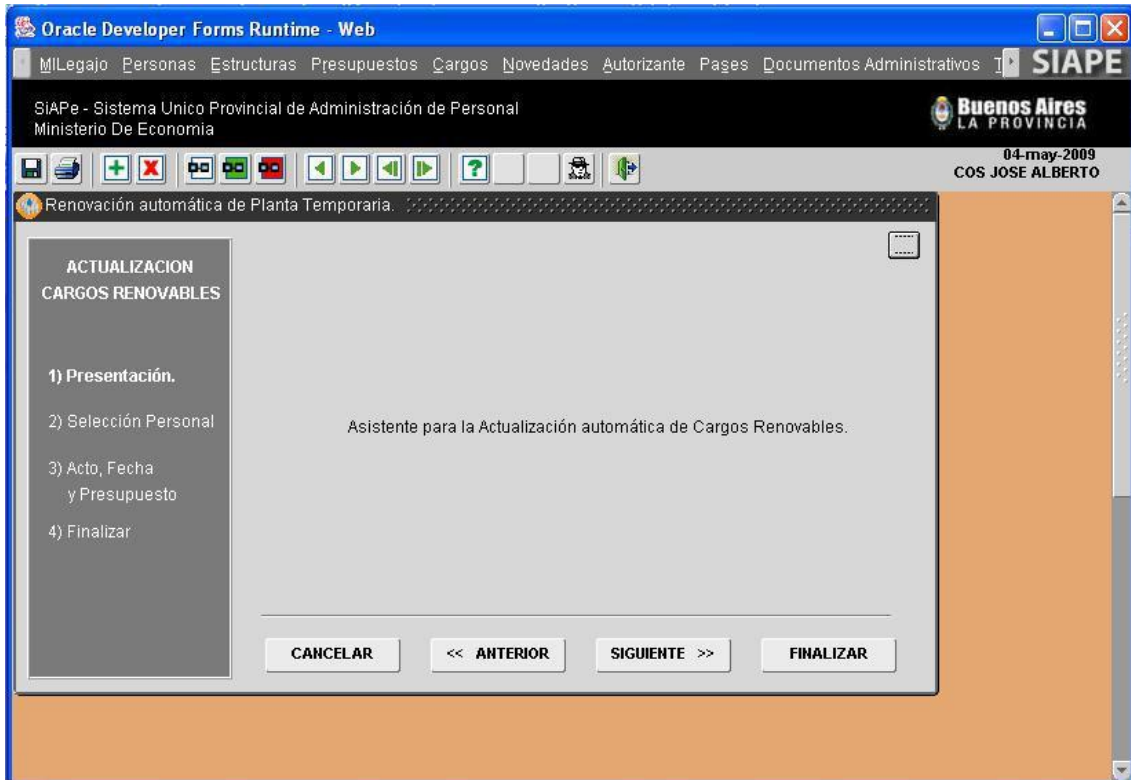 Oracle Developer Forms Runtime - Web
MILegajo Personas Estructuras Presupuestos Cargos Novedades Autorizante Pases Documentos Administrativos T SIAPE
SiAPe - Sistema Unico Provincial de Administración de Personal
Ministerio De Economia
Buenos Aires
LA PROVINCIA
04-may-2009
COS JOSE ALBERTO
Renovación automática de Planta Temporaria.
ACTUALIZACION
CARGOS RENOVABLES
1) Presentación.
2) Selección Personal
3) Acto, Fecha
y Presupuesto
4) Finalizar
Asistente para la Actualización automática de Cargos Renovables.
CANCELAR << ANTERIOR SIGUIENTE >> FINALIZAR